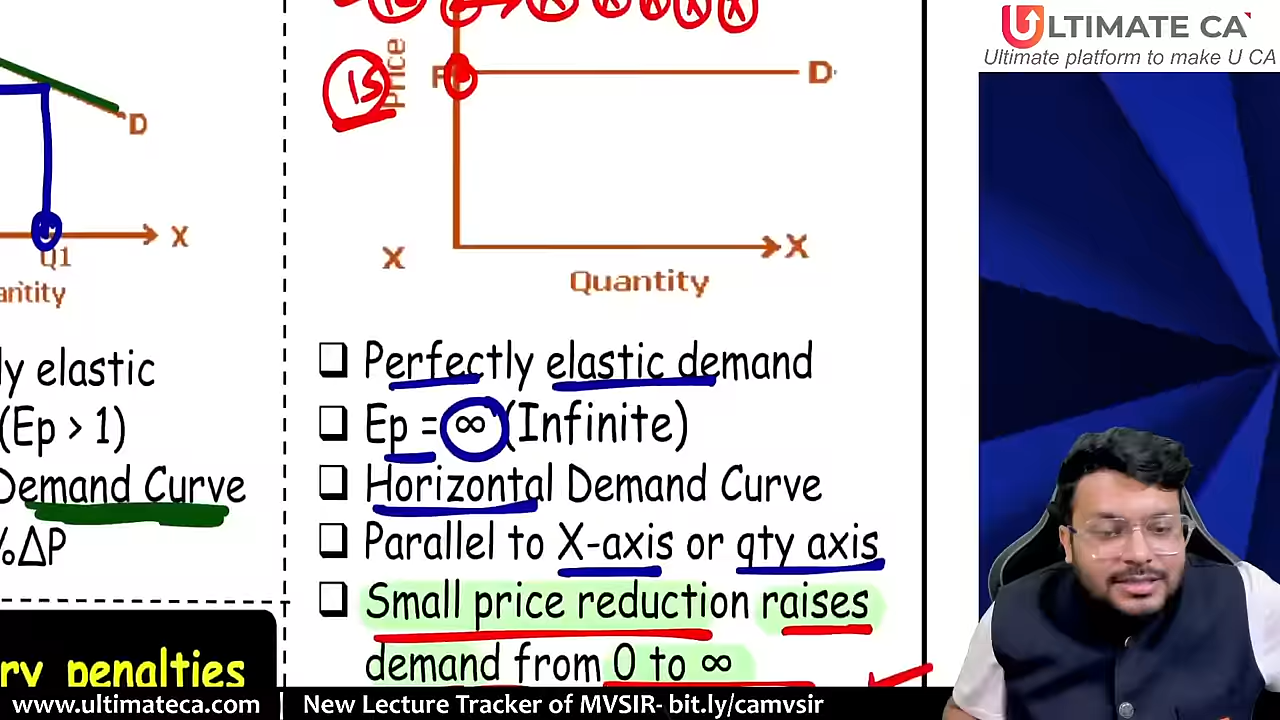 ULTIMATE CA
Ultimate platform to make U CA
15
Price
P
D
D
X
Q1
antity
X
X
Quantity
ly elastic
(Ep > 1)
Demand Curve
%ΔP
❑ Perfectly elastic demand
❑ Ep = ∞ (Infinite)
❑ Horizontal Demand Curve
❑ Parallel to X-axis or qty axis
❑ Small price reduction raises
demand from 0 to ∞
ry penalties
www.ultimateca.com | New Lecture Tracker of MVSIR- bit.ly/camvsir